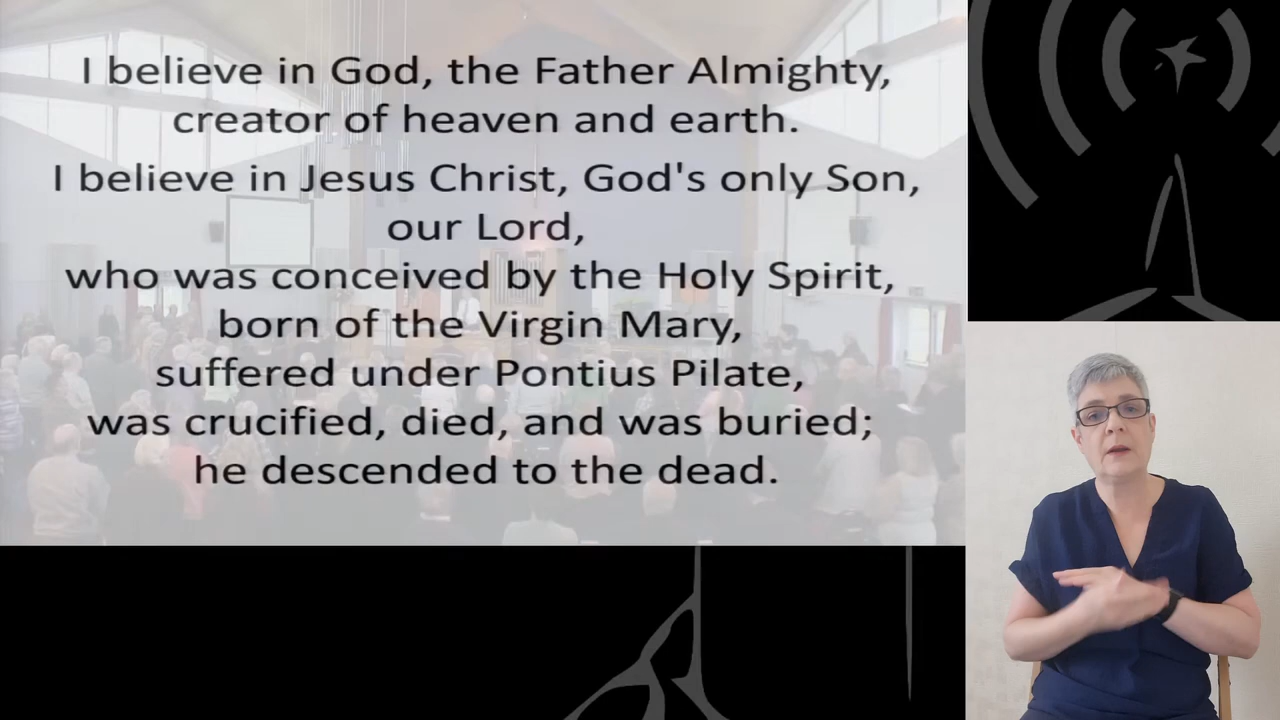 I believe in God, the Father Almighty,
creator of heaven and earth.
I believe in Jesus Christ, God's only Son,
our Lord,
who was conceived by the Holy Spirit,
born of the Virgin Mary,
suffered under Pontius Pilate,
was crucified, died, and was buried;
he descended to the dead.